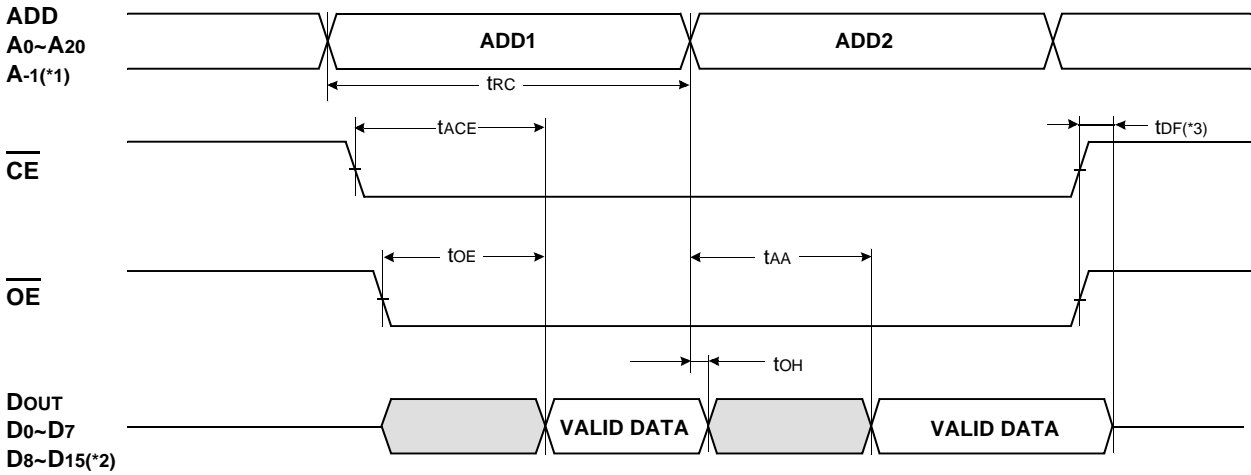 ADD
A0~A20
A-1(*1)
ADD1
ADD2
tRC
tACE
tDF(*3)
CE
tOE
tAA
OE
tOH
DOUT
D0~D7
D8~D15(*2)
VALID DATA
VALID DATA